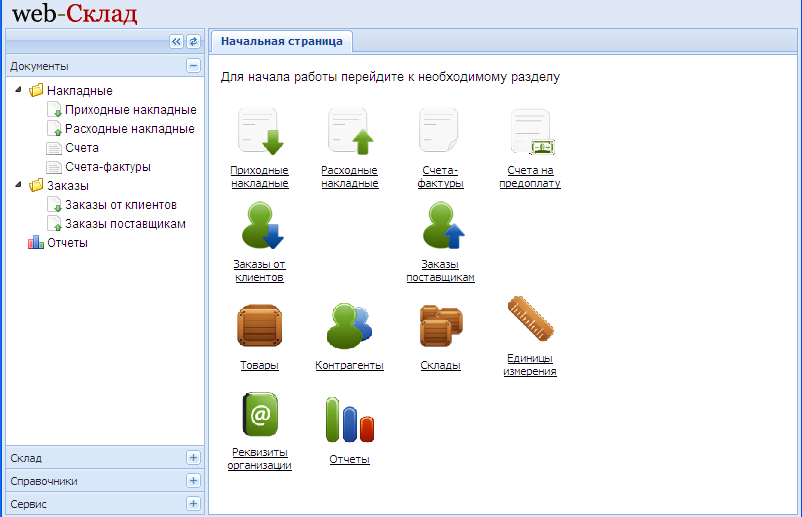 web-Склад
Начальная страница
Документы
Накладные
Приходные накладные
Расходные накладные
Счета
Счета-фактуры
Заказы
Заказы от клиентов
Заказы поставщикам
Отчеты
Склад
Справочники
Сервис
Для начала работы перейдите к необходимому разделу
Приходные
накладные
Расходные
накладные
Счета-
фактуры
Счета на
предоплату
Заказы от
клиентов
Заказы
поставщикам
Товары
Контрагенты
Склады
Единицы
измерения
Реквизиты
организации
Отчеты